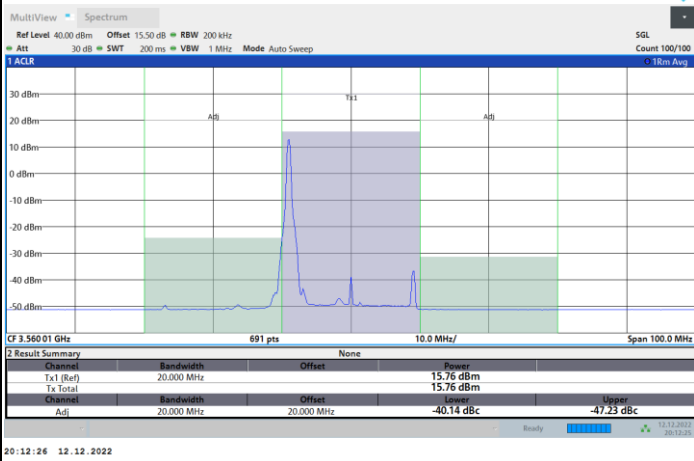 MultiView Spectrum
Ref Level 40.00 dBm Offset 15.50 dB RBW 200 kHz SGL
Att 30 dB SWT 200 ms VBW 1 MHz Mode Auto Sweep Count 100/100
1 ACLR 1Rm Avg
30 dBm
Tx1
20 dBm
Adj Adj
10 dBm
0 dBm
-10 dBm
-20 dBm
-30 dBm
-40 dBm
-50 dBm
CF 3.56001 GHz 691 pts 10.0 MHz/ Span 100.0 MHz
2 Result Summary None
Channel Bandwidth Offset Power
Tx1 (Ref) 20.000 MHz 15.76 dBm
Tx Total 15.76 dBm
Channel Bandwidth Offset Lower Upper
Adj 20.000 MHz 20.000 MHz -40.14 dBc -47.23 dBc
Ready 12.12.2022
20:12:25
20:12:26 12.12.2022